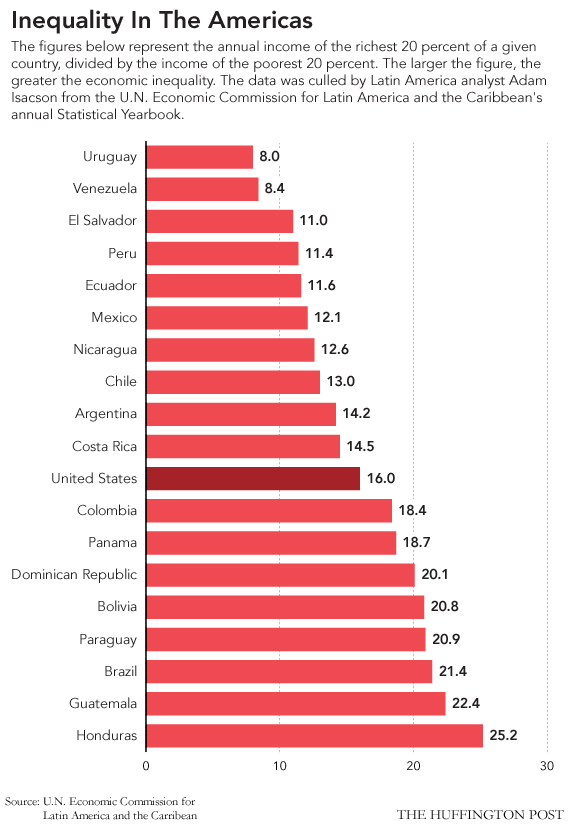 Inequality In The Americas
The figures below represent the annual income of the richest 20 percent of a given
country, divided by the income of the poorest 20 percent. The larger the figure, the
greater the economic inequality. The data was culled by Latin America analyst Adam
Isacson from the U.N. Economic Commission for Latin America and the Caribbean's
annual Statistical Yearbook.
Uruguay 8.0
Venezuela 8.4
El Salvador 11.0
Peru 11.4
Ecuador 11.6
Mexico 12.1
Nicaragua 12.6
Chile 13.0
Argentina 14.2
Costa Rica 14.5
United States 16.0
Colombia 18.4
Panama 18.7
Dominican Republic 20.1
Bolivia 20.8
Paraguay 20.9
Brazil 21.4
Guatemala 22.4
Honduras 25.2
0 10 20 30
Source: U.N. Economic Commission for
Latin America and the Carribean
THE HUFFINGTON POST